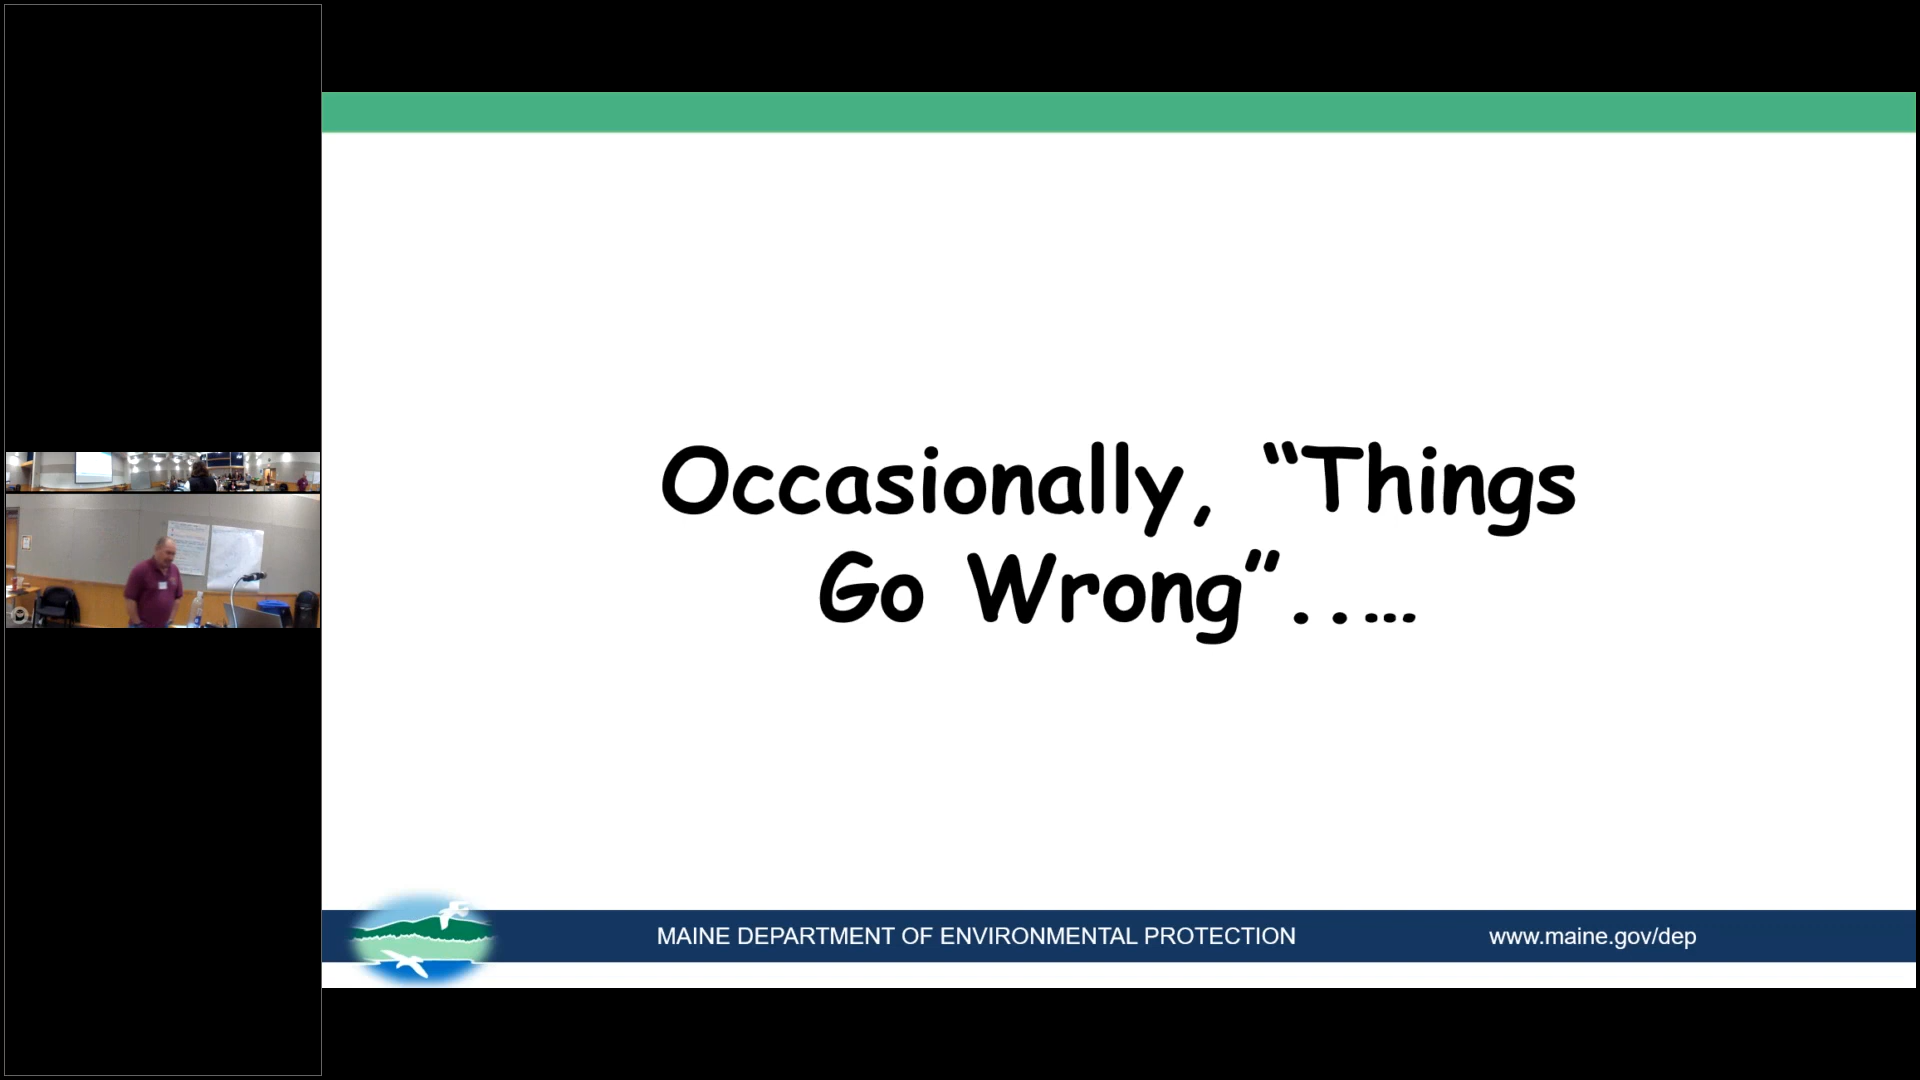 Occasionally, “Things
Go Wrong”.….
MAINE DEPARTMENT OF ENVIRONMENTAL PROTECTION
www.maine.gov/dep